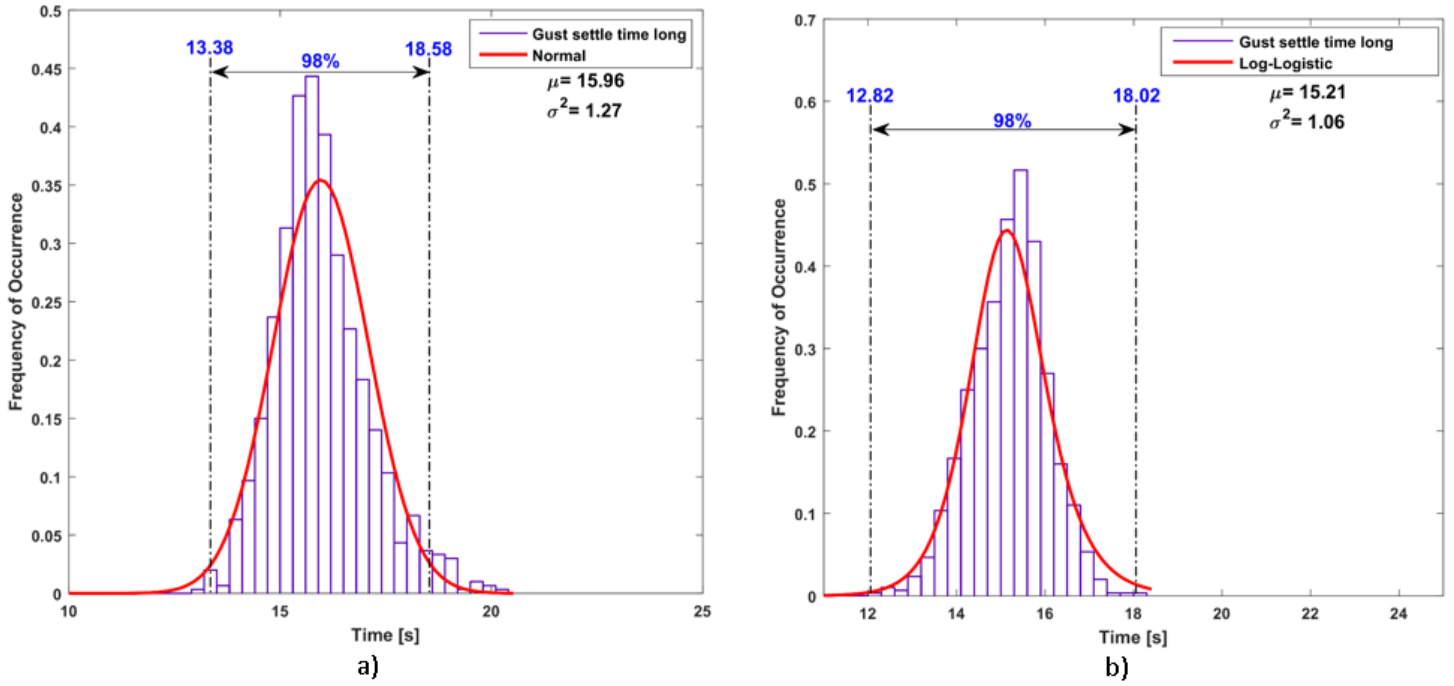 0.5
0.45
0.4
0.35
0.3
0.25
0.2
0.15
0.1
0.05
0
Frequency of Occurrence
13.38
98%
18.58
Gust settle time long
Normal
μ= 15.96
σ²= 1.27
10
15
20
25
Time [s]
a)
0.7
0.6
0.5
0.4
0.3
0.2
0.1
0
Frequency of Occurrence
12.82
98%
18.02
Gust settle time long
Log-Logistic
μ= 15.21
σ²= 1.06
12
14
16
18
20
22
24
Time [s]
b)